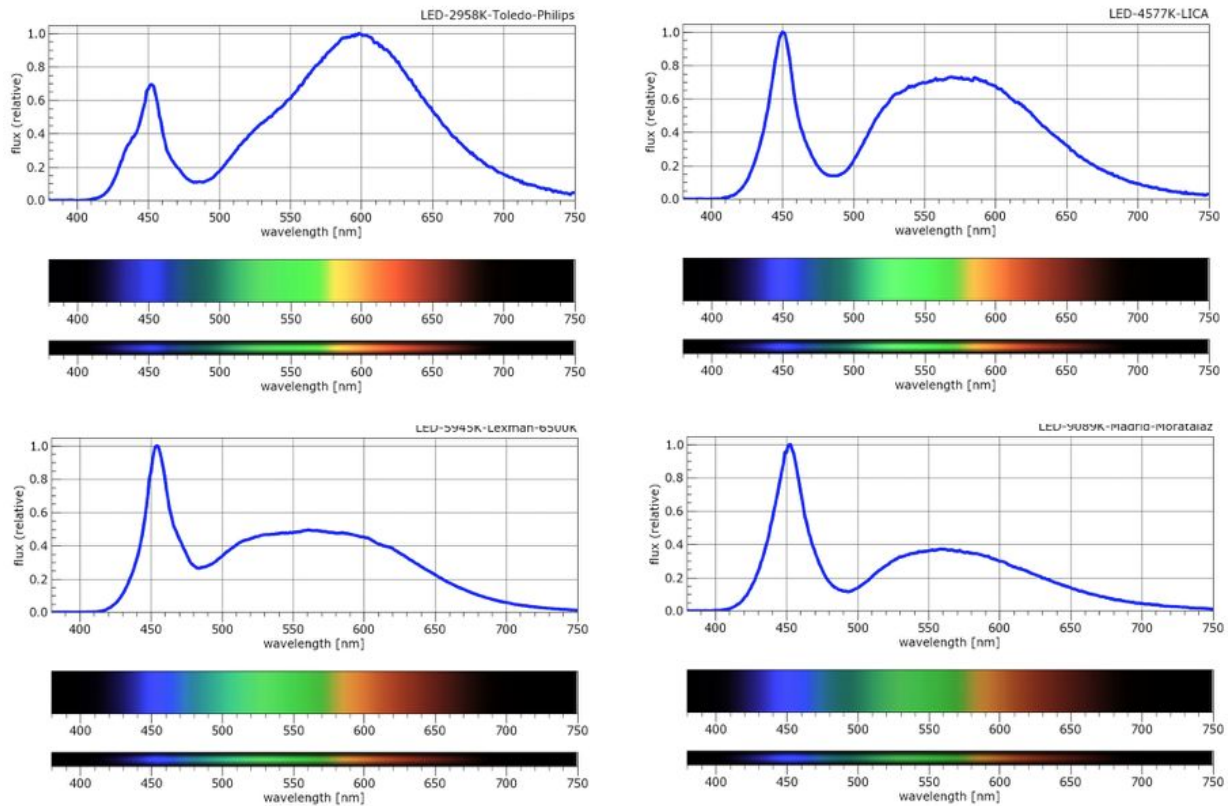 LED-2958K-Toledo-Philips
1.0
0.8
0.6
0.4
0.2
0.0
flux (relative)
400 450 500 550 600 650 700 750
wavelength [nm]
400 450 500 550 600 650 700 750
400 450 500 550 600 650 700 750
wavelength [nm]
LED-4577K-LICA
1.0
0.8
0.6
0.4
0.2
0.0
flux (relative)
400 450 500 550 600 650 700 750
wavelength [nm]
400 450 500 550 600 650 700 750
400 450 500 550 600 650 700 750
wavelength [nm]
LED-5945K-Lexman-6500K
1.0
0.8
0.6
0.4
0.2
0.0
flux (relative)
400 450 500 550 600 650 700 750
wavelength [nm]
400 450 500 550 600 650 700 750
400 450 500 550 600 650 700 750
wavelength [nm]
LED-9089K-Madrid-Moratalaz
1.0
0.8
0.6
0.4
0.2
0.0
flux (relative)
400 450 500 550 600 650 700 750
wavelength [nm]
400 450 500 550 600 650 700 750
400 450 500 550 600 650 700 750
wavelength [nm]